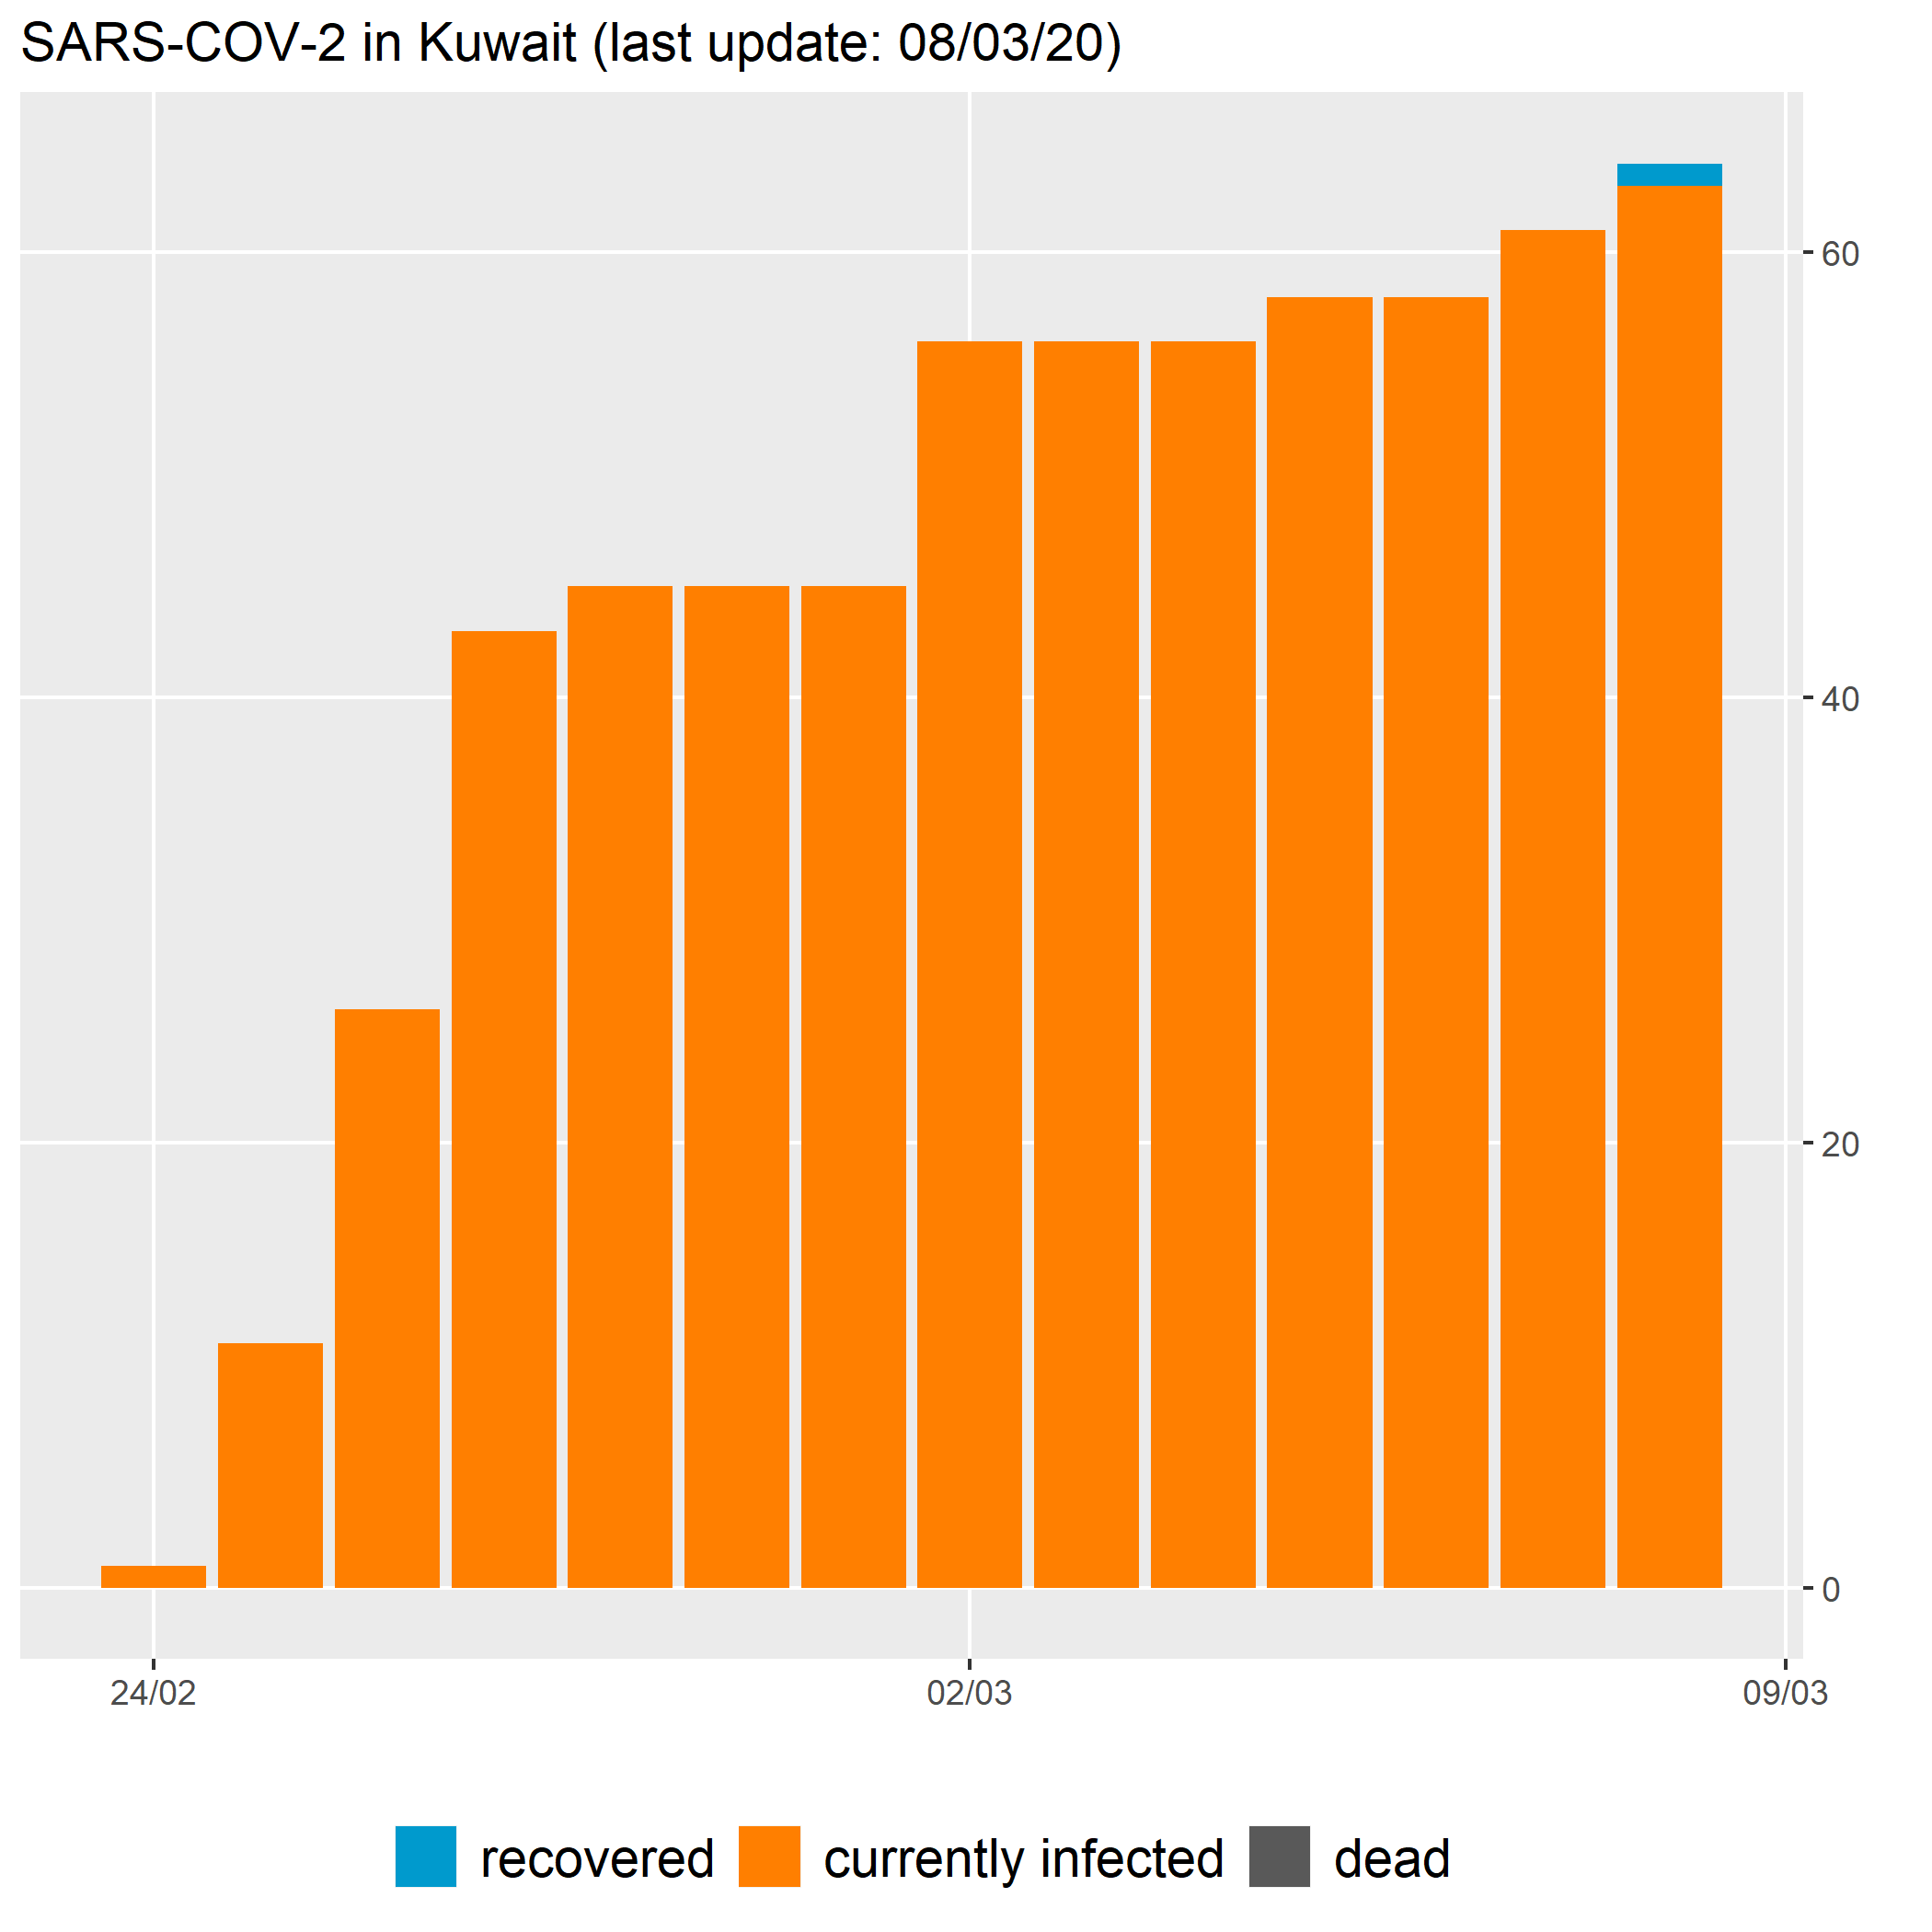 SARS-COV-2 in Kuwait (last update: 08/03/20)
60
40
20
0
24/02 02/03 09/03
recovered currently infected dead